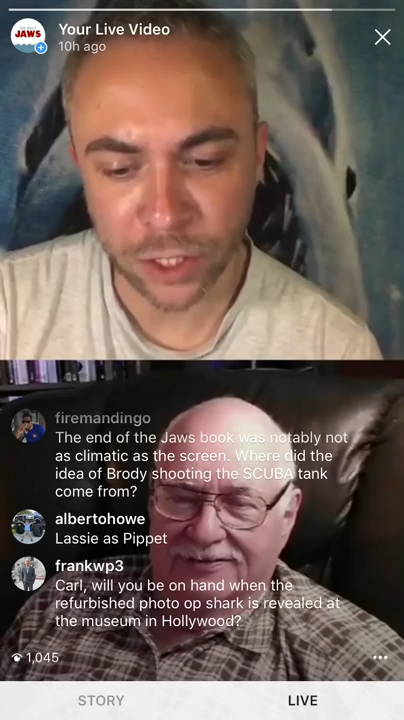 JAWS
Your Live Video
10h ago
firemandingo
The end of the Jaws book was notably not
as climatic as the screen. Where did the
idea of Brody shooting the SCUBA tank
come from?
albertohowe
Lassie as Pippet
frankwp3
Carl, will you be on hand when the
refurbished photo op shark is revealed at
the museum in Hollywood?
1,045
STORY
LIVE